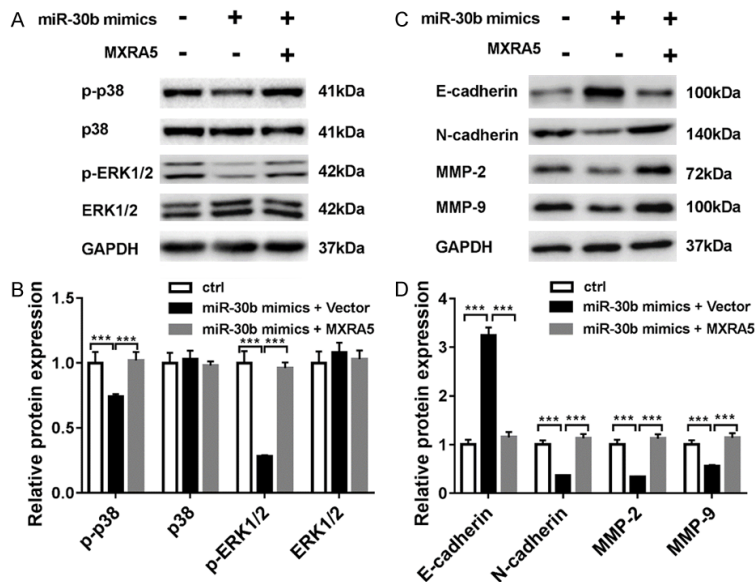 A
miR-30b mimics - + +
MXRA5 - - +
p-p38 41kDa
p38 41kDa
p-ERK1/2 42kDa
ERK1/2 42kDa
GAPDH 37kDa
B
ctrl
miR-30b mimics + Vector
miR-30b mimics + MXRA5
Relative protein expression
1.5
1.0
0.5
0.0
*** ***
*** ***
p-p38 p38 p-ERK1/2 ERK1/2
C
miR-30b mimics - + +
MXRA5 - - +
E-cadherin 100kDa
N-cadherin 140kDa
MMP-2 72kDa
MMP-9 100kDa
GAPDH 37kDa
D
ctrl
miR-30b mimics + Vector
miR-30b mimics + MXRA5
Relative protein expression
4
3
2
1
0
*** ***
*** ***
*** ***
*** ***
E-cadherin N-cadherin MMP-2 MMP-9